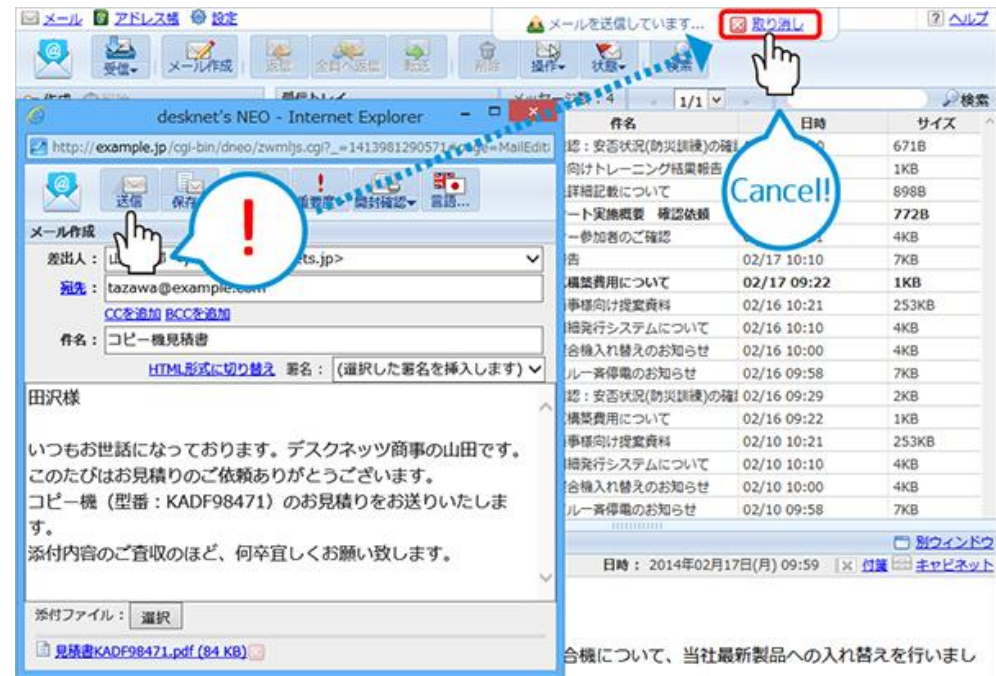 メール アドレス帳 設定
メールを送信しています... 取り消し
ヘルプ
受信 メール作成 返信 全員へ返信 転送 削除 操作 状態 検索
1/1
検索
件名 日時 サイズ
認：安否状況(防災訓練)の確 671B
向けトレーニング結果報告 1KB
詳細記載について 898B
ート実施概要 確認依頼 772B
ー参加者のご確認 4KB
告 02/17 10:10 7KB
構築費用について 02/17 09:22 1KB
事様向け提案資料 02/16 10:21 253KB
細発行システムについて 02/16 10:10 4KB
合機入れ替えのお知らせ 02/16 10:00 4KB
ルー斉停電のお知らせ 02/16 09:58 7KB
認：安否状況(防災訓練)の確 02/16 09:29 2KB
構築費用について 02/16 09:22 1KB
事様向け提案資料 02/10 10:21 253KB
細発行システムについて 02/10 10:10 4KB
合機入れ替えのお知らせ 02/10 10:00 4KB
ルー斉停電のお知らせ 02/10 09:58 7KB
Cancel!
別ウィンドウ
日時： 2014年02月17日(月) 09:59 付箋 キャビネット
合機について、当社最新製品への入れ替えを行いまし
desknet's NEO - Internet Explorer
http://example.jp/cgi-bin/dneo/zwmljs.cgi?_=1413981290571
送信 重要度 開封確認 言語...
!
メール作成
差出人： ts.jp>
宛先： tazawa@example.com
CCを追加 BCCを追加
件名： コピー機見積書
HTML形式に切り替え 署名： (選択した署名を挿入します)
田沢様
いつもお世話になっております。デスクネッツ商事の山田です。
このたびはお見積りのご依頼ありがとうございます。
コピー機（型番：KADF98471）のお見積りをお送りいたしま
す。
添付内容のご査収のほど、何卒宜しくお願い致します。
添付ファイル： 選択
見積書KADF98471.pdf (84 KB)